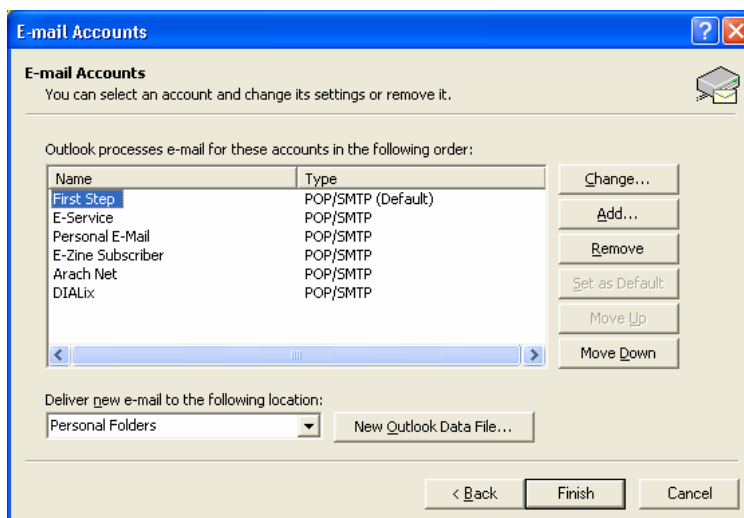 E-mail Accounts
E-mail Accounts
You can select an account and change its settings or remove it.
Outlook processes e-mail for these accounts in the following order:
Name Type
First Step POP/SMTP (Default)
E-Service POP/SMTP
Personal E-Mail POP/SMTP
E-Zine Subscriber POP/SMTP
Arach Net POP/SMTP
DIALix POP/SMTP
Change...
Add...
Remove
Set as Default
Move Up
Move Down
Deliver new e-mail to the following location:
Personal Folders New Outlook Data File...
< Back Finish Cancel